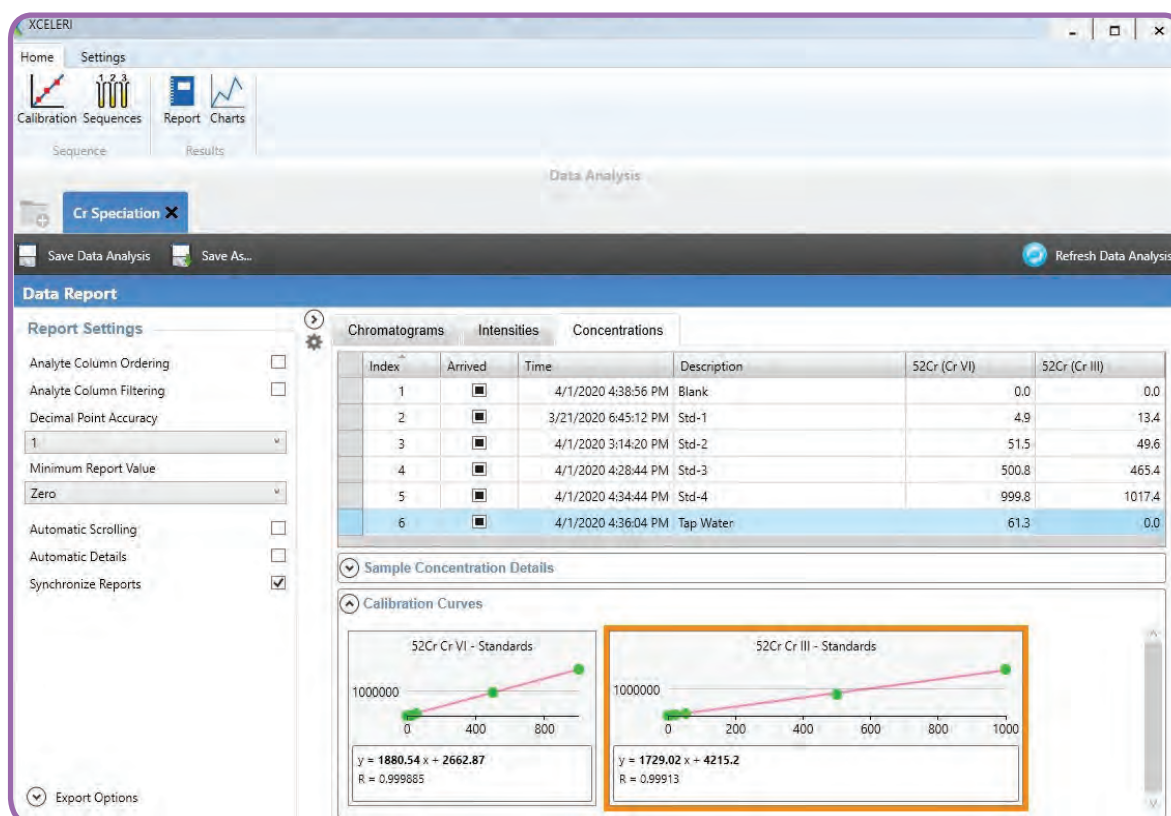 XCELERI
Home Settings
1 2 3
Calibration Sequences Report Charts
Sequence Results
Data Analysis
Cr Speciation
Save Data Analysis Save As... Refresh Data Analysis
Data Report
Report Settings
Analyte Column Ordering
Analyte Column Filtering
Decimal Point Accuracy
1
Minimum Report Value
Zero
Automatic Scrolling
Automatic Details
Synchronize Reports
Export Options
Chromatograms Intensities Concentrations
Index Arrived Time Description 52Cr (Cr VI) 52Cr (Cr III)
1 4/1/2020 4:38:56 PM Blank 0.0 0.0
2 3/21/2020 6:45:12 PM Std-1 4.9 13.4
3 4/1/2020 3:14:20 PM Std-2 51.5 49.6
4 4/1/2020 4:28:44 PM Std-3 500.8 465.4
5 4/1/2020 4:34:44 PM Std-4 999.8 1017.4
6 4/1/2020 4:36:04 PM Tap Water 61.3 0.0
Sample Concentration Details
Calibration Curves
52Cr Cr VI - Standards
1000000
0 400 800
y = 1880.54 x + 2662.87
R = 0.999885
52Cr Cr III - Standards
1000000
0 200 400 600 800 1000
y = 1729.02 x + 4215.2
R = 0.99913